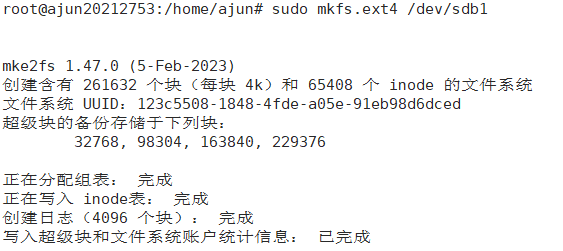 root@ajun20212753:/home/ajun# sudo mkfs.ext4 /dev/sdb1
mke2fs 1.47.0 (5-Feb-2023)
创建含有 261632 个块（每块 4k）和 65408 个 inode 的文件系统
文件系统 UUID：123c5508-1848-4fde-a05e-91eb98d6dced
超级块的备份存储于下列块：
32768, 98304, 163840, 229376
正在分配组表： 完成
正在写入 inode表： 完成
创建日志（4096 个块）： 完成
写入超级块和文件系统账户统计信息： 已完成